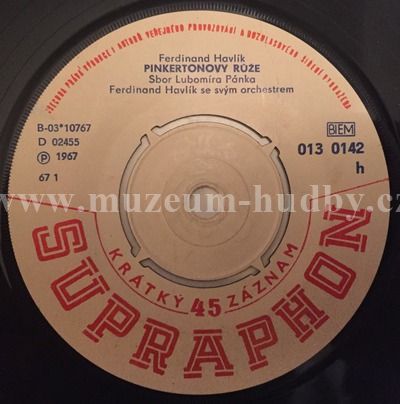 VŠECHNA PRÁVA VÝROBCE I AUTORŮ VEŘEJNÉHO PROVOZOVÁNÍ A ROZHLASOVÉHO ŠÍŘENÍ VYHRAZENA
Ferdinand Havlík
PINKERTONOVY RŮŽE
Sbor Lubomíra Pánka
Ferdinand Havlík se svým orchestrem
B-03*10767
D 02455
Ⓟ 1967
67 1
BIEM
013 0142
h
www.muzeum-hudby.cz
KRÁTKÝ 45 ZÁZNAM
SUPRAPHON